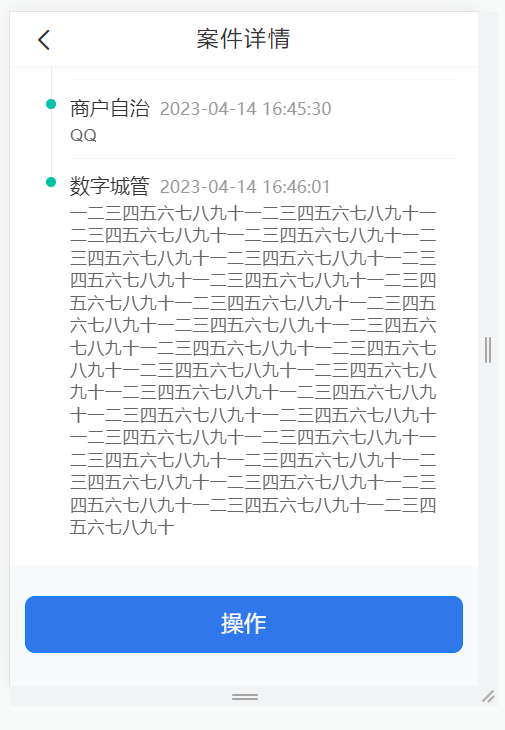 案件详情
商户自治 2023-04-14 16:45:30
QQ
数字城管 2023-04-14 16:46:01
一二三四五六七八九十一二三四五六七八九十一
二三四五六七八九十一二三四五六七八九十一二
三四五六七八九十一二三四五六七八九十一二三
四五六七八九十一二三四五六七八九十一二三四
五六七八九十一二三四五六七八九十一二三四五
六七八九十一二三四五六七八九十一二三四五六
七八九十一二三四五六七八九十一二三四五六七
八九十一二三四五六七八九十一二三四五六七八
九十一二三四五六七八九十一二三四五六七八九
十一二三四五六七八九十一二三四五六七八九十
一二三四五六七八九十一二三四五六七八九十一
二三四五六七八九十一二三四五六七八九十一二
三四五六七八九十一二三四五六七八九十一二三
四五六七八九十一二三四五六七八九十一二三四
五六七八九十
操作